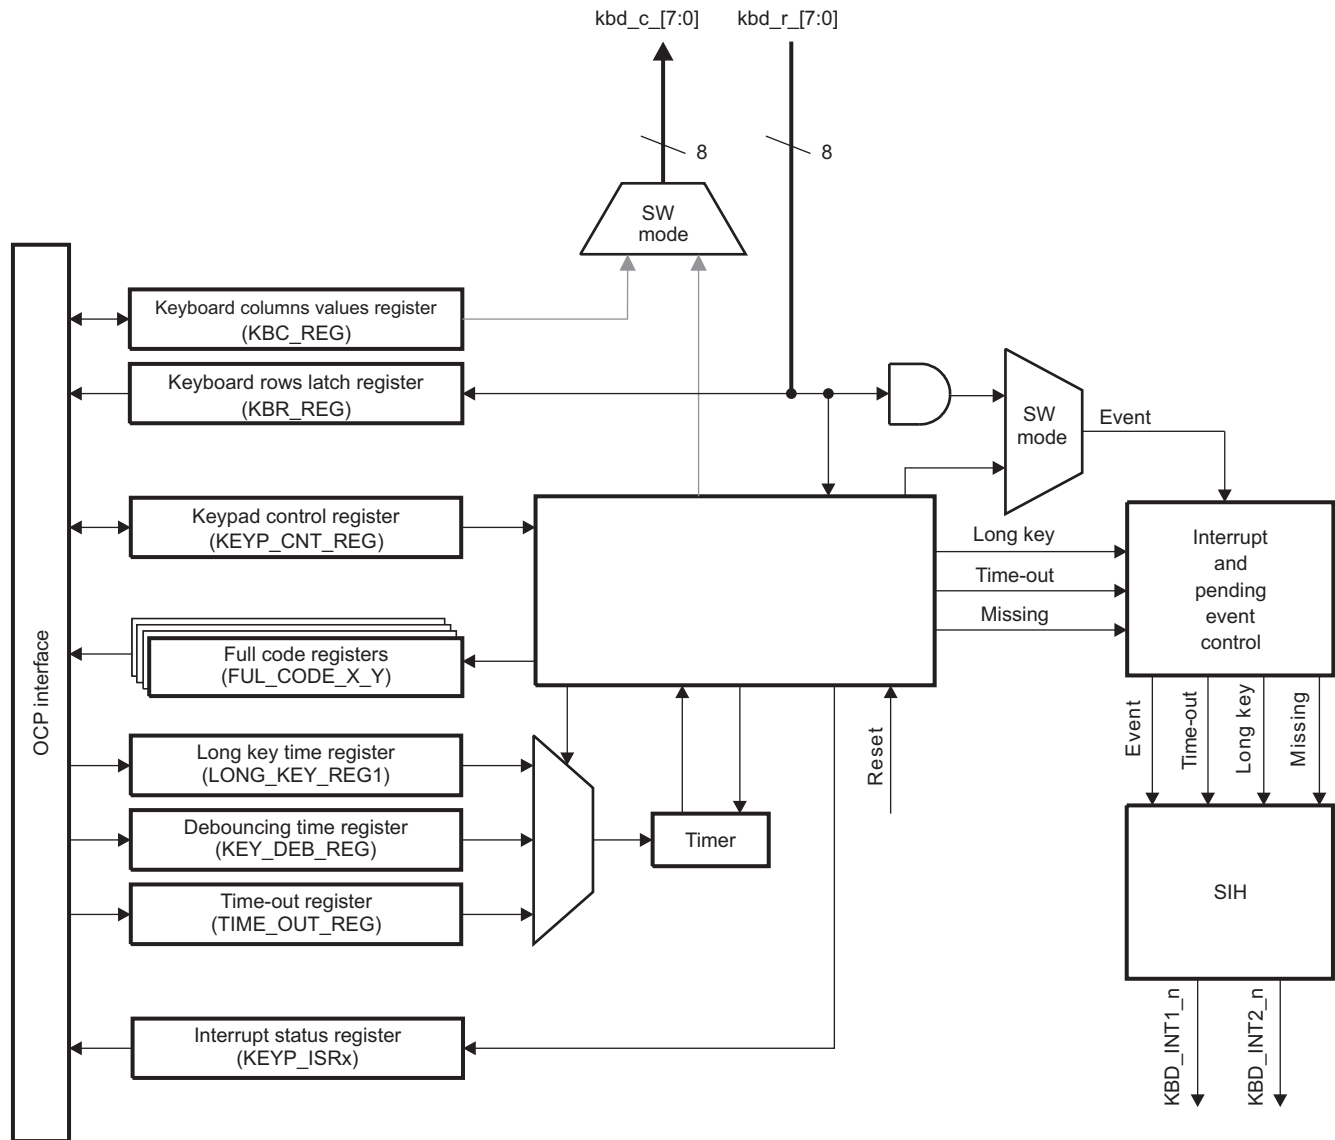 kbd_c_[7:0]
kbd_r_[7:0]
8
8
SW
mode
Keyboard columns values register
(KBC_REG)
Keyboard rows latch register
(KBR_REG)
SW
mode
Event
Keypad control register
(KEYP_CNT_REG)
Long key
Time-out
Missing
Interrupt
and
pending
event
control
OCP interface
Full code registers
(FUL_CODE_X_Y)
Event
Time-out
Long key
Missing
Long key time register
(LONG_KEY_REG1)
Reset
Debouncing time register
(KEY_DEB_REG)
Timer
Time-out register
(TIME_OUT_REG)
SIH
Interrupt status register
(KEYP_ISRx)
KBD_INT1_n
KBD_INT2_n